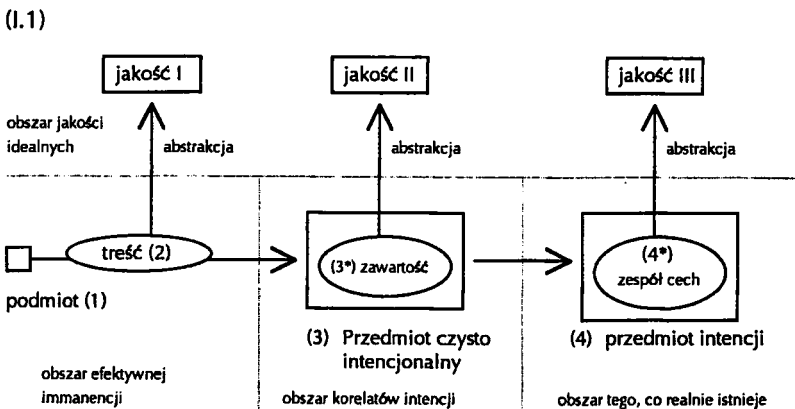 (I.1)
jakość I
jakość II
jakość III
obszar jakości
idealnych
abstrakcja
abstrakcja
abstrakcja
treść (2)
(3*) zawartość
(4*)
zespół cech
podmiot (1)
(3) Przedmiot czysto
intencjonalny
(4) przedmiot intencji
obszar efektywnej
immanencji
obszar korelatów intencji
obszar tego, co realnie istnieje